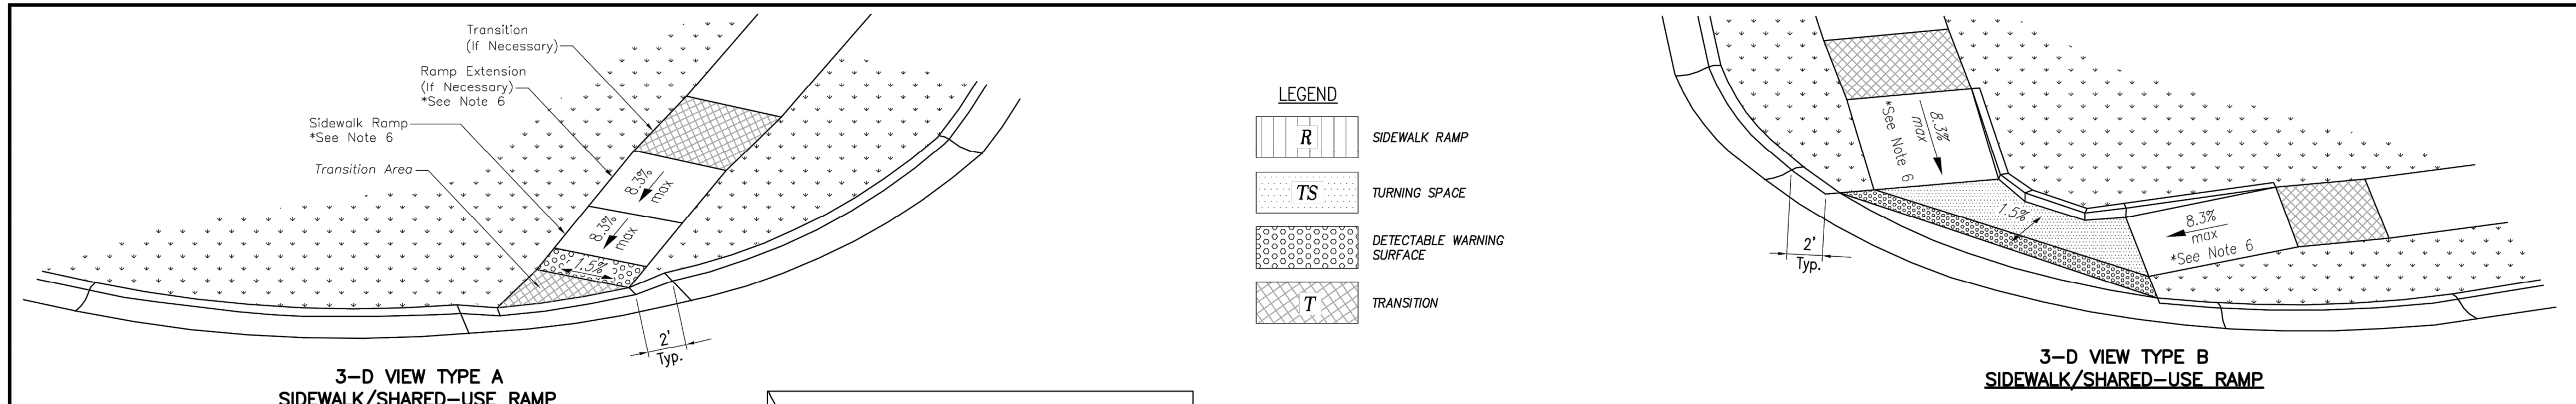 Transition
(If Necessary)
Ramp Extension
(If Necessary)
*See Note 6
Sidewalk Ramp
*See Note 6
Transition Area
8.3%
max
8.3%
max
1.5%
2'
Typ.
3-D VIEW TYPE A
SIDEWALK/SHARED-USE RAMP
LEGEND
R
SIDEWALK RAMP
TS
TURNING SPACE
DETECTABLE WARNING
SURFACE
T
TRANSITION
8.3%
max
*See Note 6
1.5%
8.3%
max
*See Note 6
2'
Typ.
3-D VIEW TYPE B
SIDEWALK/SHARED-USE RAMP